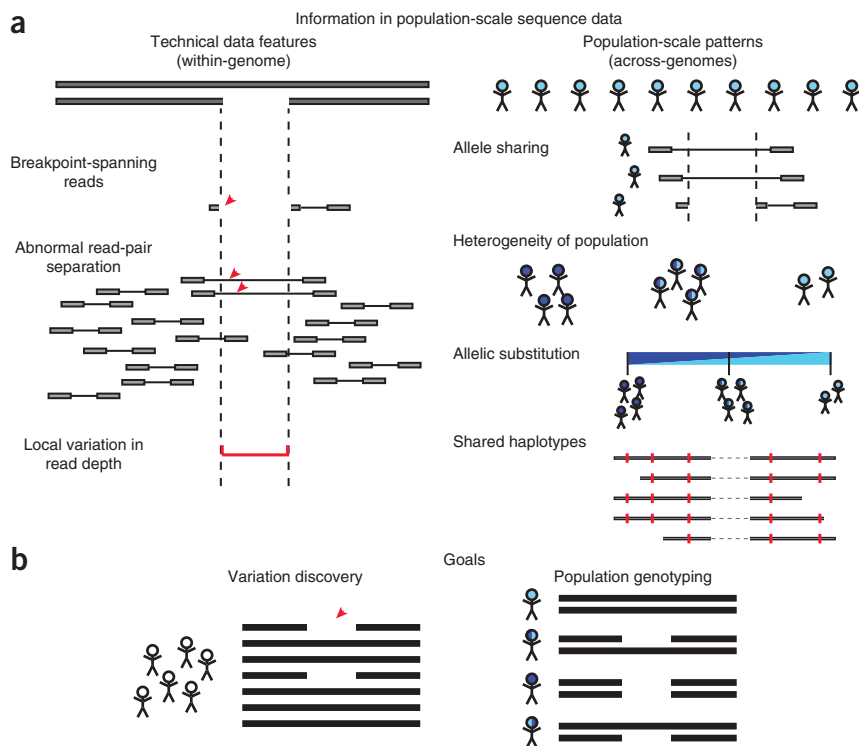 a
Information in population-scale sequence data
Technical data features
(within-genome)
Breakpoint-spanning
reads
Abnormal read-pair
separation
Local variation in
read depth
Population-scale patterns
(across-genomes)
Allele sharing
Heterogeneity of population
Allelic substitution
Shared haplotypes
b
Goals
Variation discovery
Population genotyping